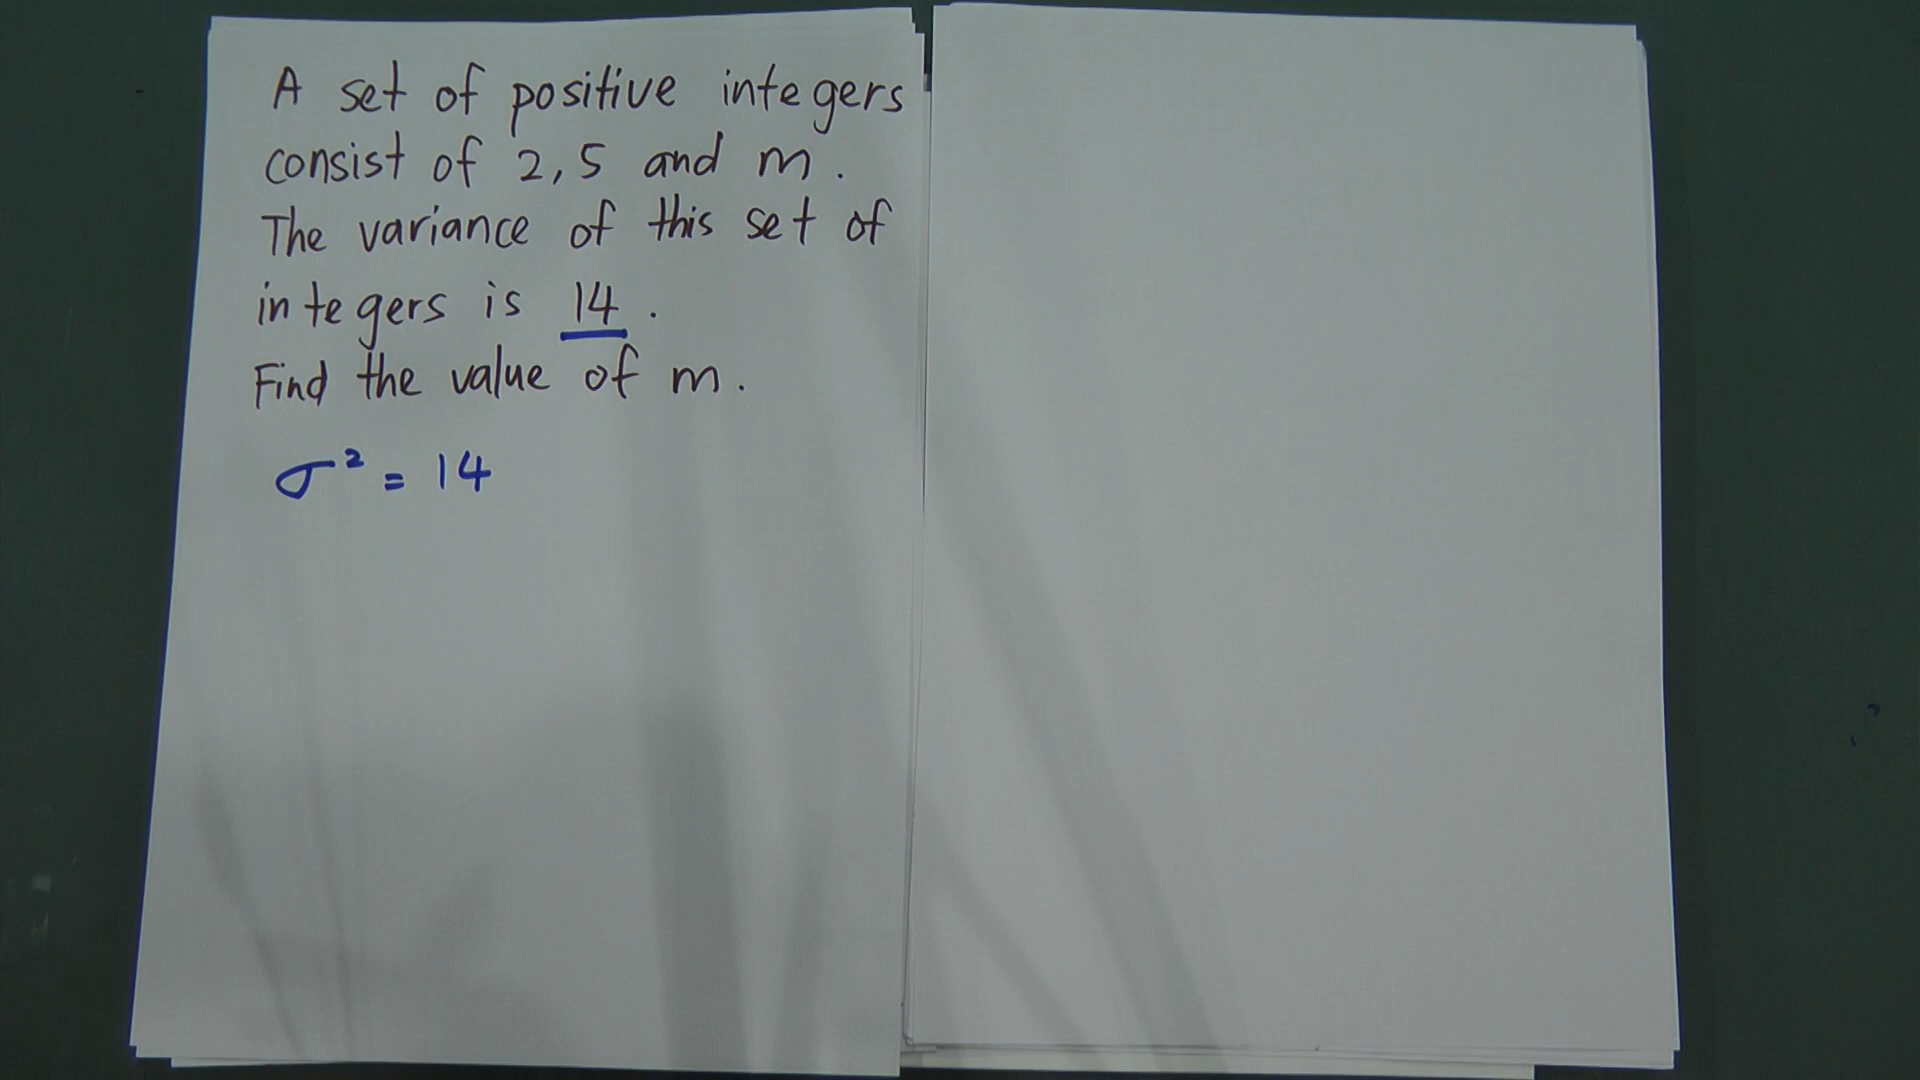 A set of positive integers
consist of 2, 5 and m.
The variance of this set of
integers is 14.
Find the value of m.
σ² = 14